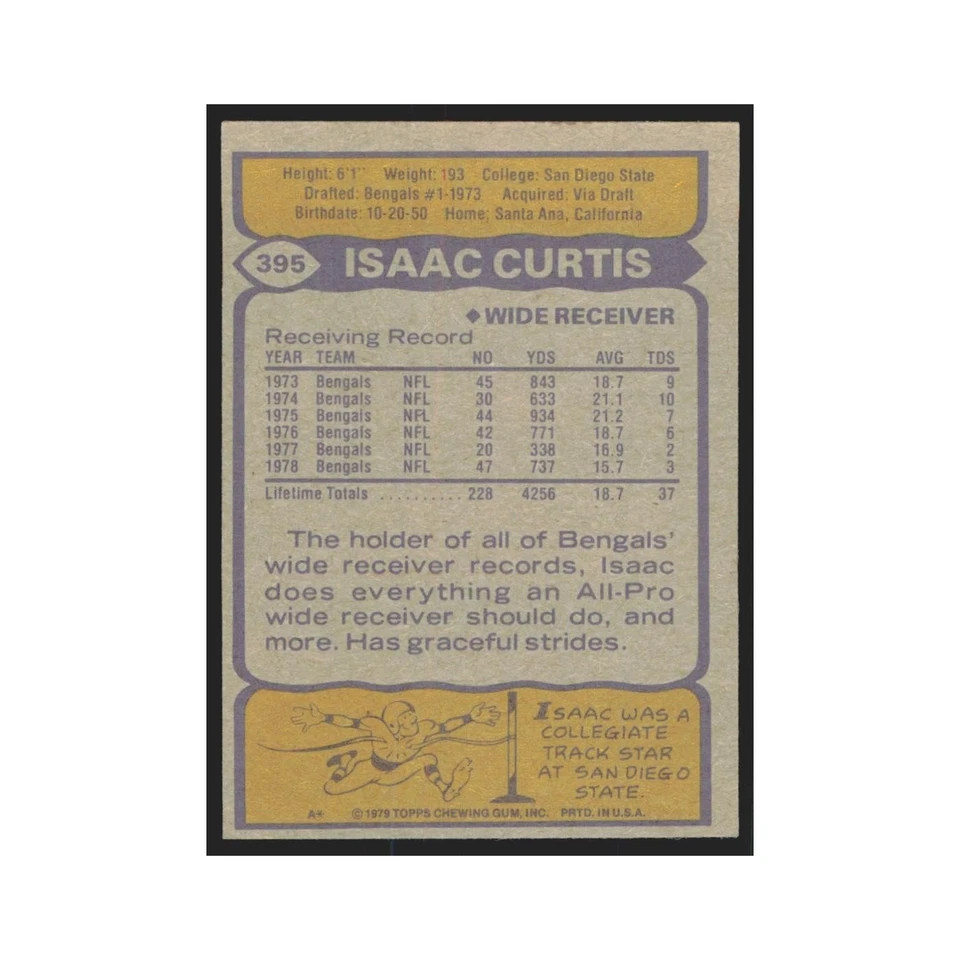 Height: 6'1" Weight: 193 College: San Diego State
Drafted: Bengals #1-1973 Acquired: Via Draft
Birthdate: 10-20-50 Home; Santa Ana, California
395 ISAAC CURTIS
◆WIDE RECEIVER
Receiving Record
YEAR TEAM NO YDS AVG TDS
1973 Bengals NFL 45 843 18.7 9
1974 Bengals NFL 30 633 21.1 10
1975 Bengals NFL 44 934 21.2 7
1976 Bengals NFL 42 771 18.7 6
1977 Bengals NFL 20 338 16.9 2
1978 Bengals NFL 47 737 15.7 3
Lifetime Totals .......... 228 4256 18.7 37
The holder of all of Bengals'
wide receiver records, Isaac
does everything an All-Pro
wide receiver should do, and
more. Has graceful strides.
ISAAC WAS A
COLLEGIATE
TRACK STAR
AT SAN DIEGO
STATE.
A* ©1979 TOPPS CHEWING GUM, INC. PRTD. IN U.S.A.